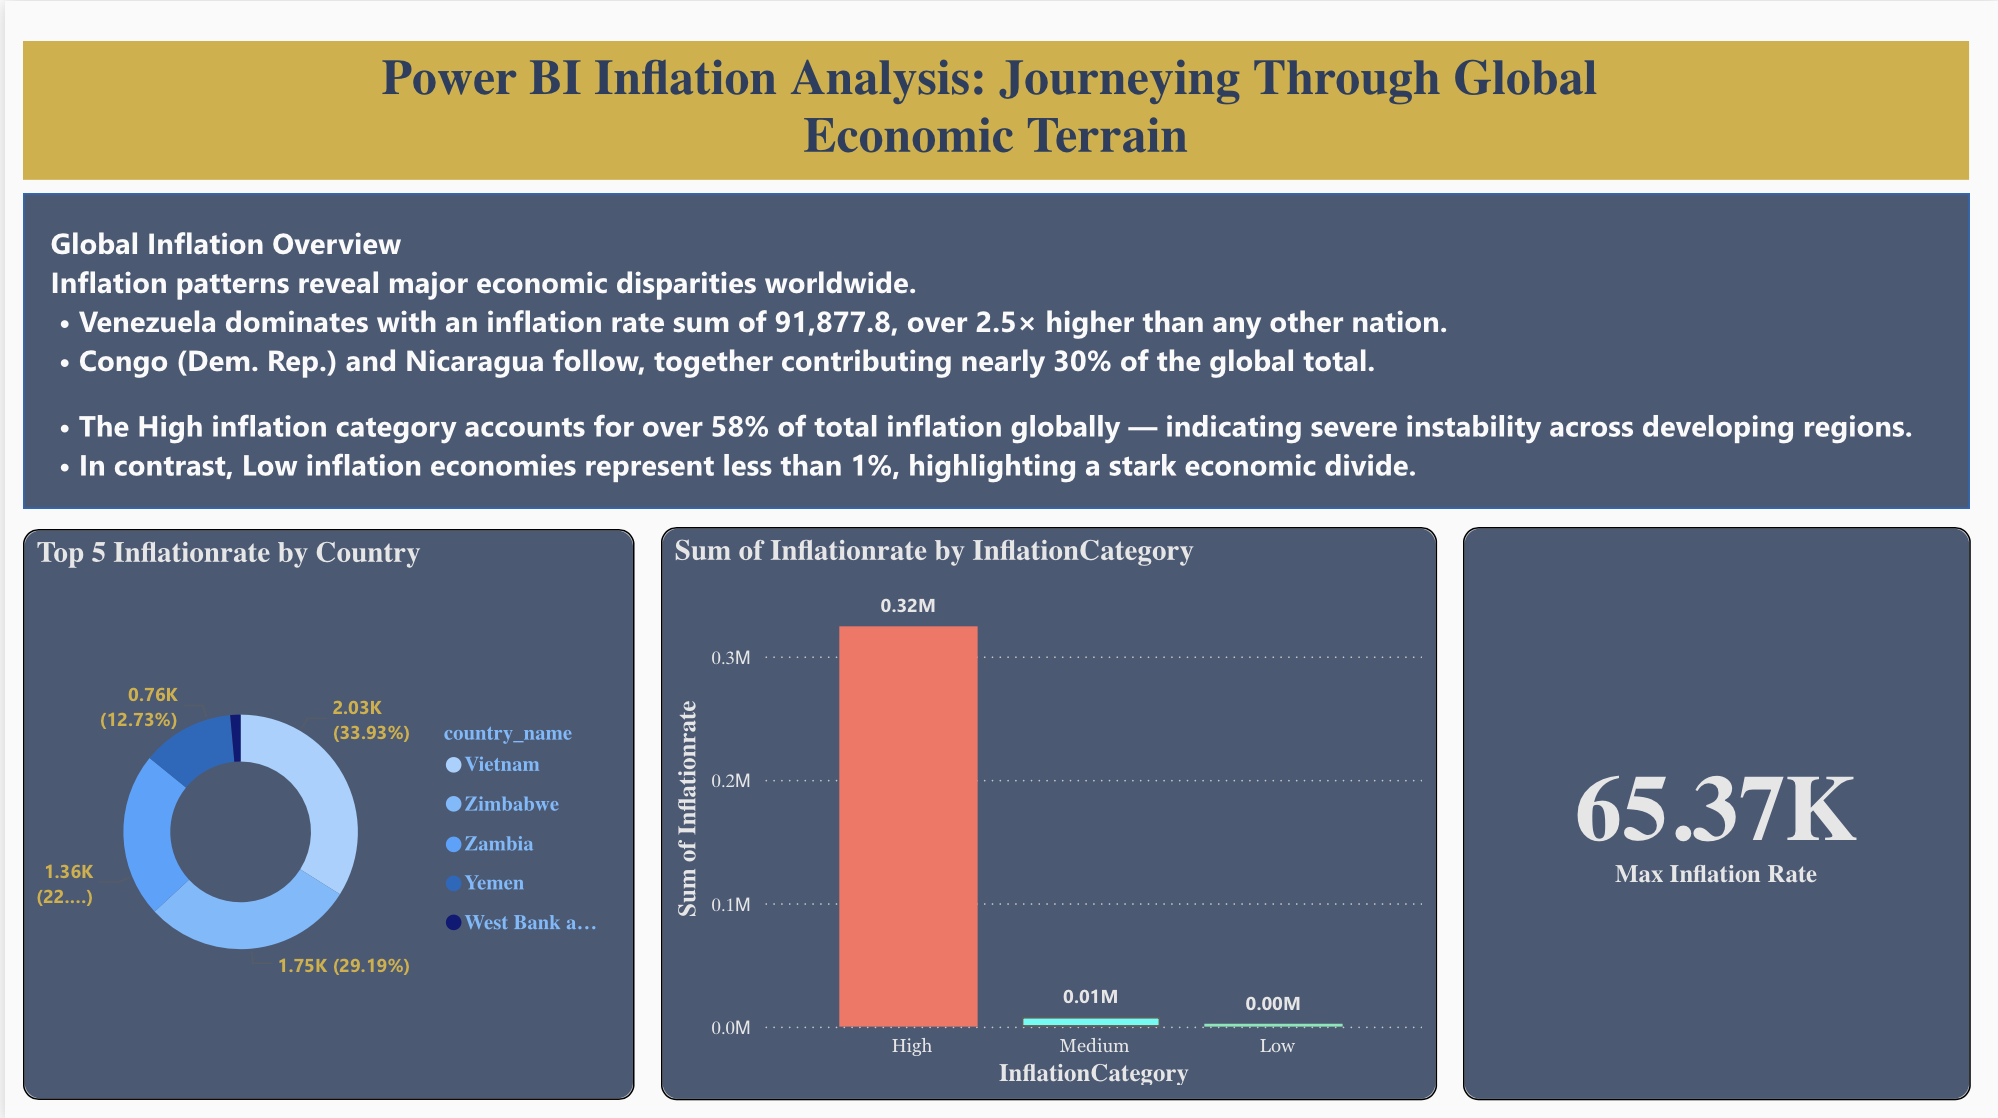 Power BI Inflation Analysis: Journeying Through Global
Economic Terrain
Global Inflation Overview
Inflation patterns reveal major economic disparities worldwide.
• Venezuela dominates with an inflation rate sum of 91,877.8, over 2.5× higher than any other nation.
• Congo (Dem. Rep.) and Nicaragua follow, together contributing nearly 30% of the global total.
• The High inflation category accounts for over 58% of total inflation globally — indicating severe instability across developing regions.
• In contrast, Low inflation economies represent less than 1%, highlighting a stark economic divide.
Top 5 Inflationrate by Country
0.76K
(12.73%)
2.03K
(33.93%)
1.36K
(22....)
1.75K (29.19%)
country_name
Vietnam
Zimbabwe
Zambia
Yemen
West Bank a…
Sum of Inflationrate by InflationCategory
Sum of Inflationrate
0.3M
0.2M
0.1M
0.0M
0.32M
0.01M
0.00M
High
Medium
Low
InflationCategory
65.37K
Max Inflation Rate